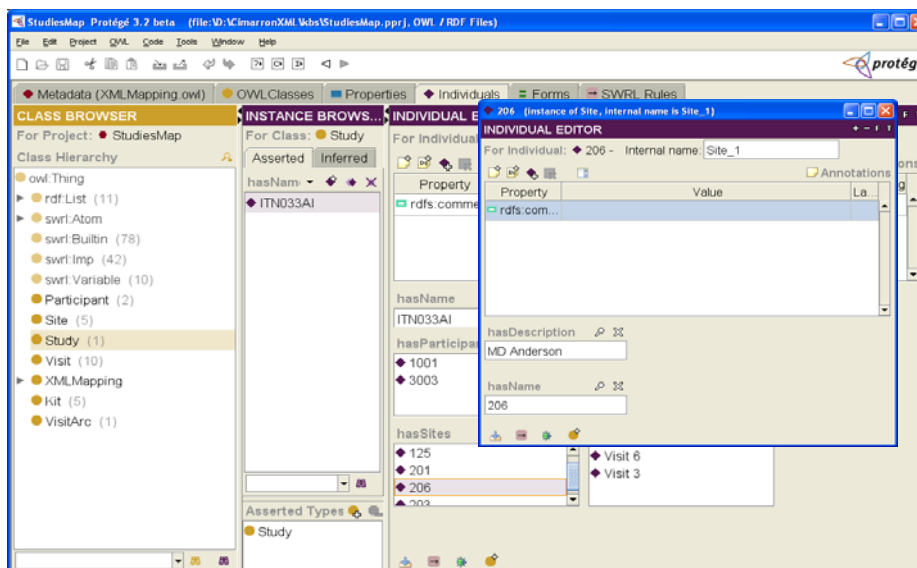 StudiesMap Protégé 3.2 beta (file:\D:\CimarronXML\kbs\StudiesMap.pprj, OWL / RDF Files)
File Edit Project OWL Code Tools Window Help
protég
Metadata (XMLMapping.owl) OWLClasses Properties Individuals Forms SWRL Rules
CLASS BROWSER
For Project: StudiesMap
Class Hierarchy
owl:Thing
rdf:List (11)
swrl:Atom
swrl:Builtin (78)
swrl:Imp (42)
swrl:Variable (10)
Participant (2)
Site (5)
Study (1)
Visit (10)
XMLMapping
Kit (5)
VisitArc (1)
INSTANCE BROWS...
For Class: Study
Asserted Inferred
hasNam
ITN033AI
Asserted Types
Study
INDIVIDUAL E
For Individual
Property
rdfs:comme
hasName
ITN033AI
hasParticipa
1001
3003
hasSites
125
201
206
203
Visit 6
Visit 3
206 (instance of Site, internal name is Site_1)
INDIVIDUAL EDITOR
+ - F T
For Individual: 206 - Internal name: Site_1
Annotations
Property Value La...
rdfs:com...
hasDescription
MD Anderson
hasName
206